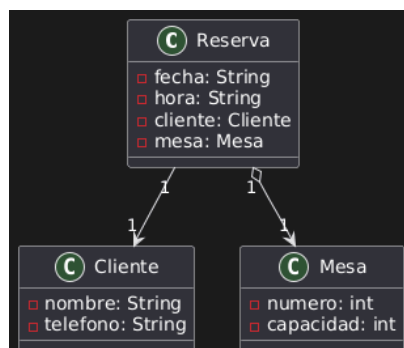 C Reserva
fecha: String
hora: String
cliente: Cliente
mesa: Mesa
1 1
1 1
C Cliente
nombre: String
telefono: String
C Mesa
numero: int
capacidad: int